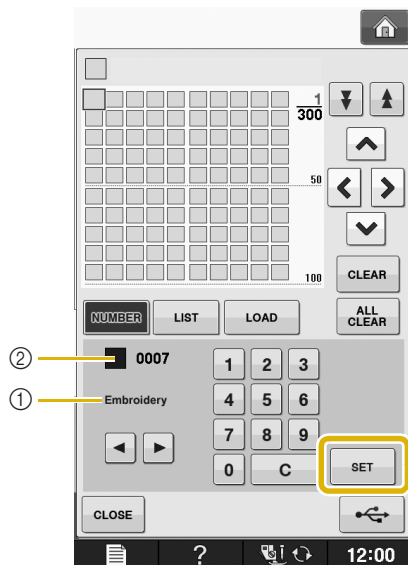 1
300
50
100
CLEAR
NUMBER LIST LOAD ALL CLEAR
② 0007 1 2 3
① Embroidery 4 5 6
7 8 9
0 C SET
CLOSE
? 12:00